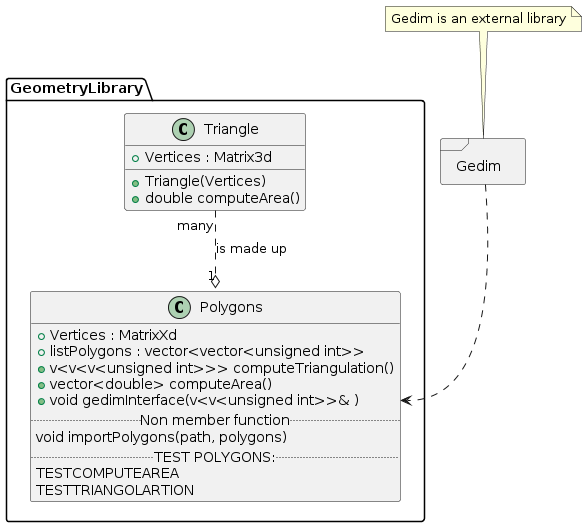 Gedim is an external library
GeometryLibrary
C Triangle
Vertices : Matrix3d
Triangle(Vertices)
double computeArea()
Gedim
many
is made up
1
C Polygons
Vertices : MatrixXd
listPolygons : vector<vector<unsigned int>>
v<v<v<unsigned int>>> computeTriangulation()
vector<double> computeArea()
void gedimInterface(v<v<unsigned int>>& )
Non member function
void importPolygons(path, polygons)
TEST POLYGONS:
TESTCOMPUTEAREA
TESTTRIANGOLARTION